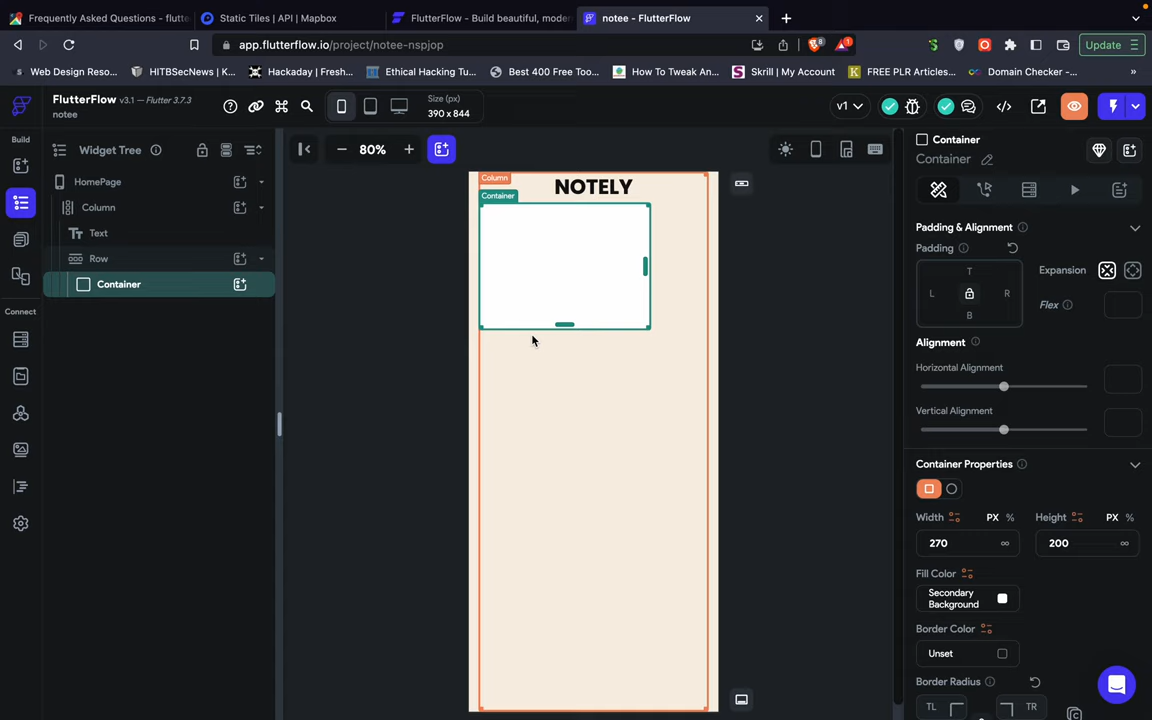 Frequently Asked Questions - flutte
Static Tiles | API | Mapbox
FlutterFlow - Build beautiful, moder
notee - FlutterFlow
app.flutterflow.io/project/notee-nspjop
8
1
Update
Web Design Reso...
HITBSecNews | K...
Hackaday | Fresh...
Ethical Hacking Tu...
Best 400 Free Too...
How To Tweak An...
Skrill | My Account
FREE PLR Articles...
Domain Checker -...
»
FlutterFlow v3.1 - Flutter 3.7.3
notee
Size (px)
390 x 844
v1
Build
Widget Tree
80%
Container
Container
HomePage
Column
Text
Row
Container
Connect
Column
NOTELY
Container
Padding & Alignment
Padding
T
L
R
B
Expansion
Flex
Alignment
Horizontal Alignment
Vertical Alignment
Container Properties
Width
PX
%
Height
PX
%
270
∞
200
∞
Fill Color
Secondary
Background
Border Color
Unset
Border Radius
TL
TR